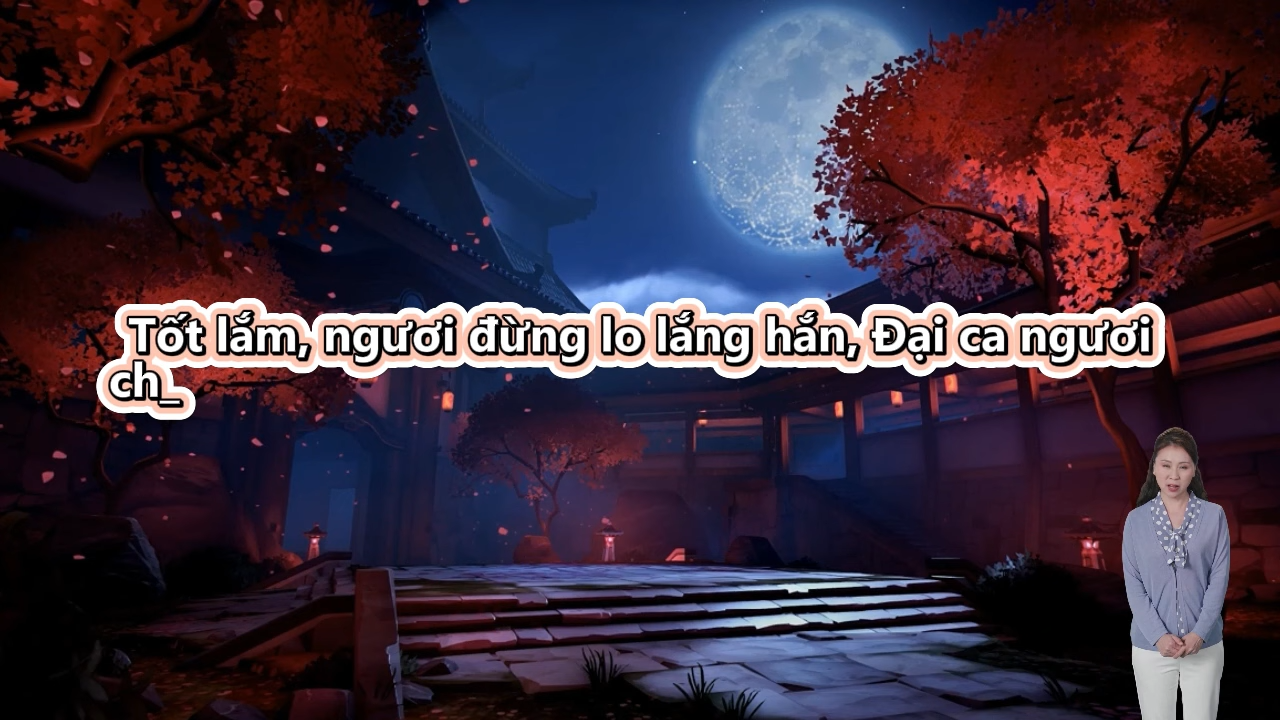 Tốt lắm, ngươi đừng lo lắng hắn, Đại ca ngươi
ch_